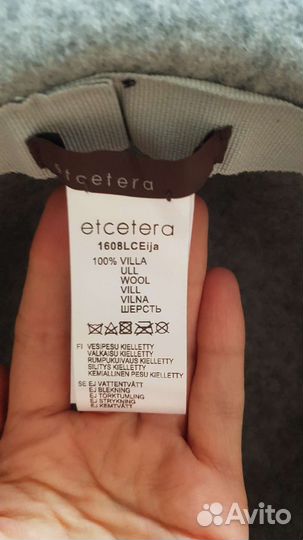 etcetera
etcetera
1608LCEija
100% VILLA
ULL
WOOL
VILL
VILNA
ШЕРСТЬ
FI VESIPESU KIELLETTY
VALKAISU KIELLETTY
RUMPUKUIVAUS KIELLETTY
SILITYS KIELLETTY
KEMIALLINEN PESU KIELLETTY
SE EJ VATTENTVÄTT
EJ BLEKNING
EJ TORKTUMLING
EJ STRYKNING
EJ KEMTVÄTT
Avito